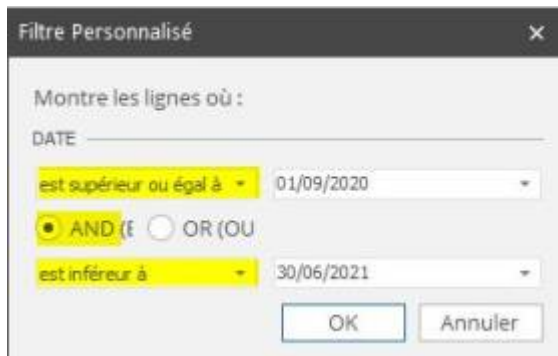 Filtre Personnalisé
Montre les lignes où :
DATE
est supérieur ou égal à 01/09/2020
AND (E OR (OU
est inféreur à 30/06/2021
OK Annuler